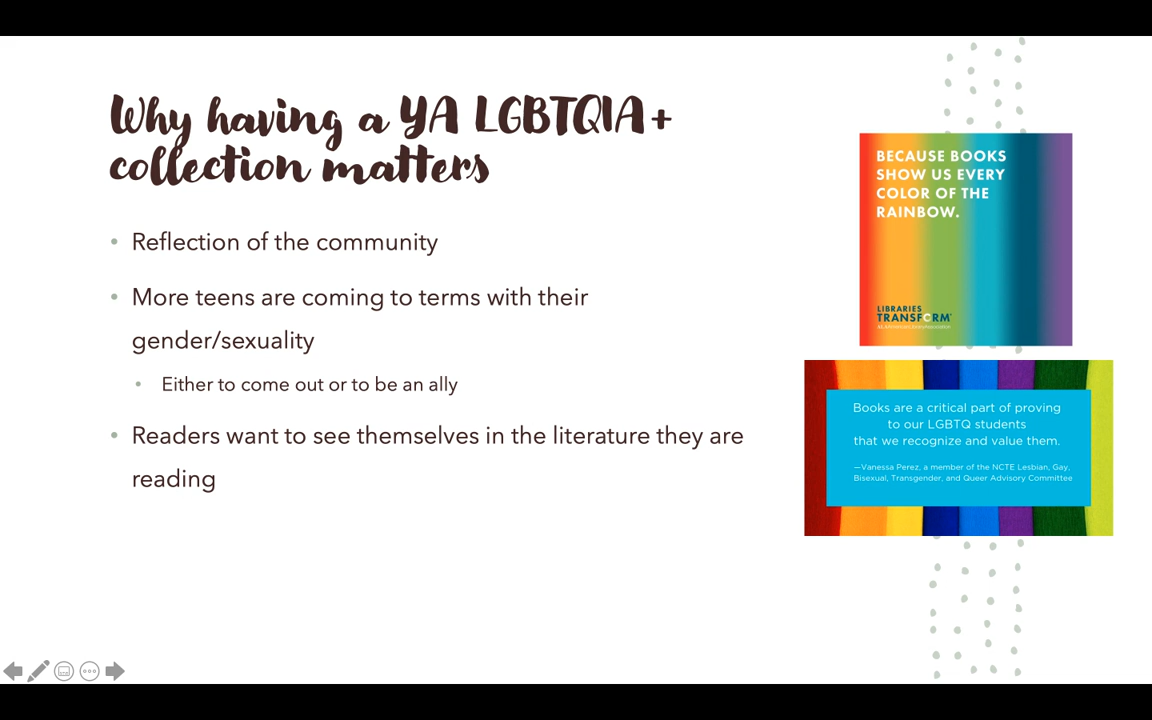 Why having a YA LGBTQIA+
collection matters
• Reflection of the community
• More teens are coming to terms with their
gender/sexuality
• Either to come out or to be an ally
• Readers want to see themselves in the literature they are
reading
BECAUSE BOOKS
SHOW US EVERY
COLOR OF THE
RAINBOW.
LIBRARIES
TRANSFORM
Books are a critical part of proving
to our LGBTQ students
that we recognize and value them.
—Vanessa Perez, a member of the NCTE Lesbian, Gay,
Bisexual, Transgender, and Queer Advisory Committee